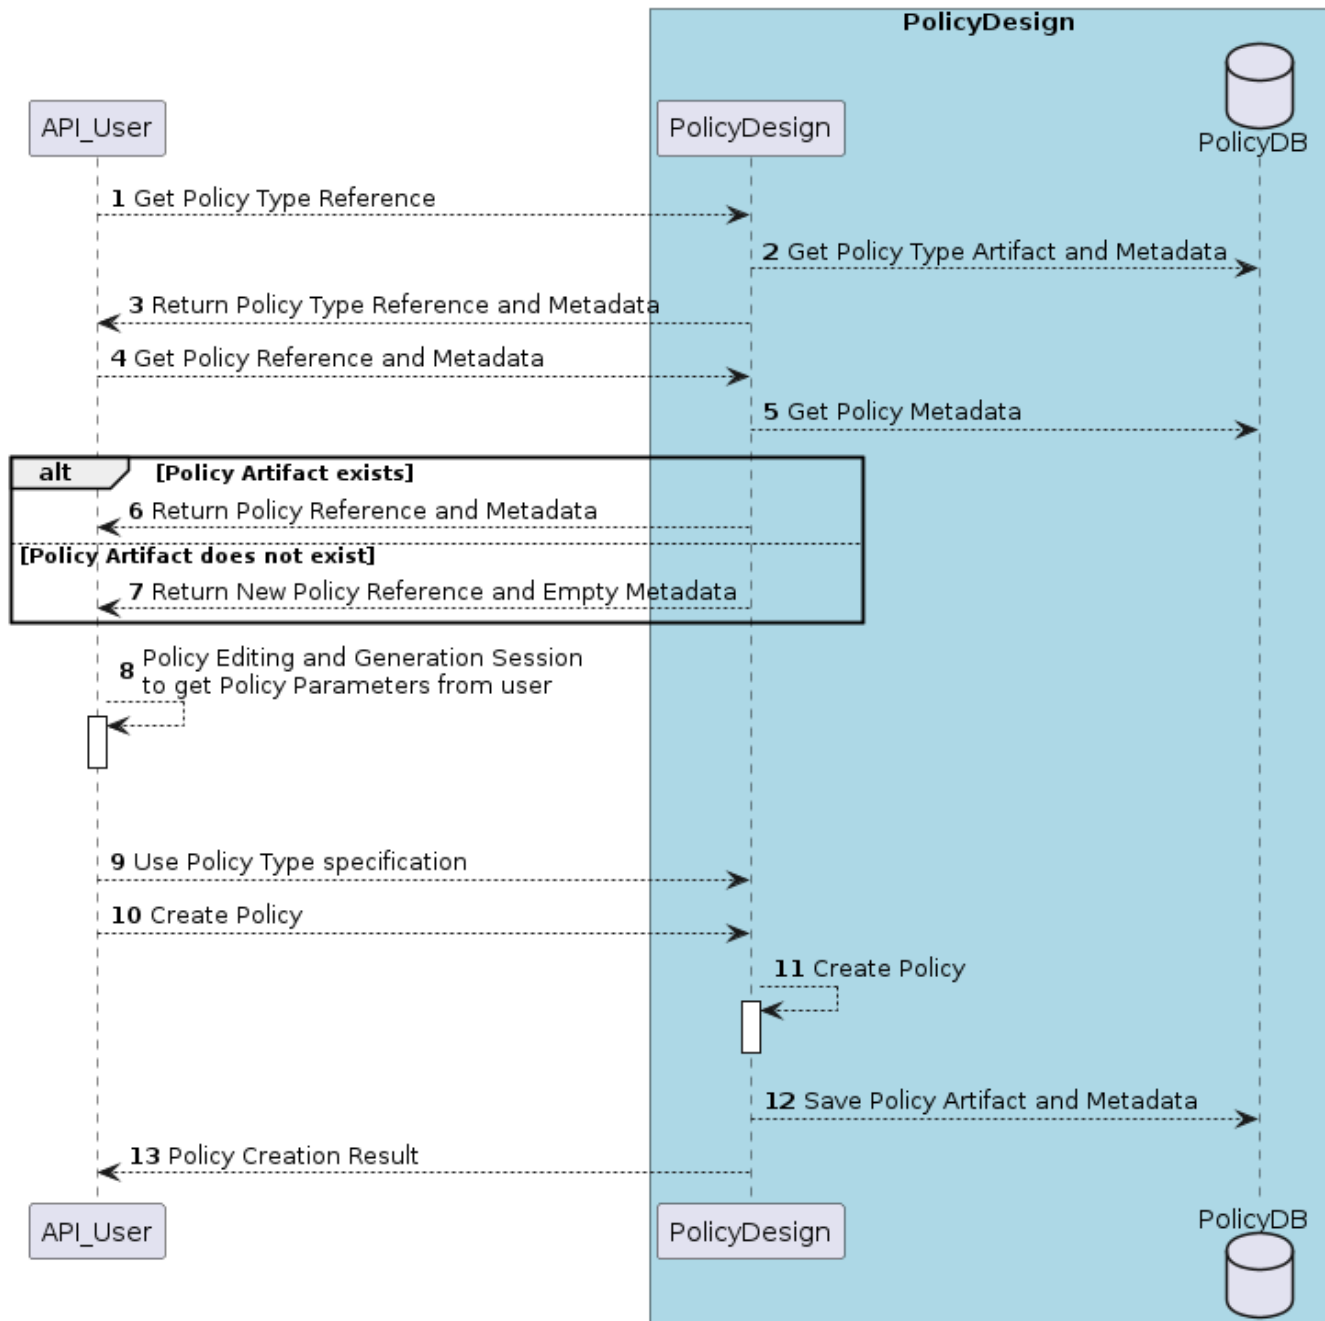 PolicyDesign
API_User
PolicyDesign
PolicyDB
1 Get Policy Type Reference
2 Get Policy Type Artifact and Metadata
3 Return Policy Type Reference and Metadata
4 Get Policy Reference and Metadata
5 Get Policy Metadata
alt [Policy Artifact exists]
6 Return Policy Reference and Metadata
[Policy Artifact does not exist]
7 Return New Policy Reference and Empty Metadata
8 Policy Editing and Generation Session
to get Policy Parameters from user
9 Use Policy Type specification
10 Create Policy
11 Create Policy
12 Save Policy Artifact and Metadata
13 Policy Creation Result
API_User
PolicyDesign
PolicyDB